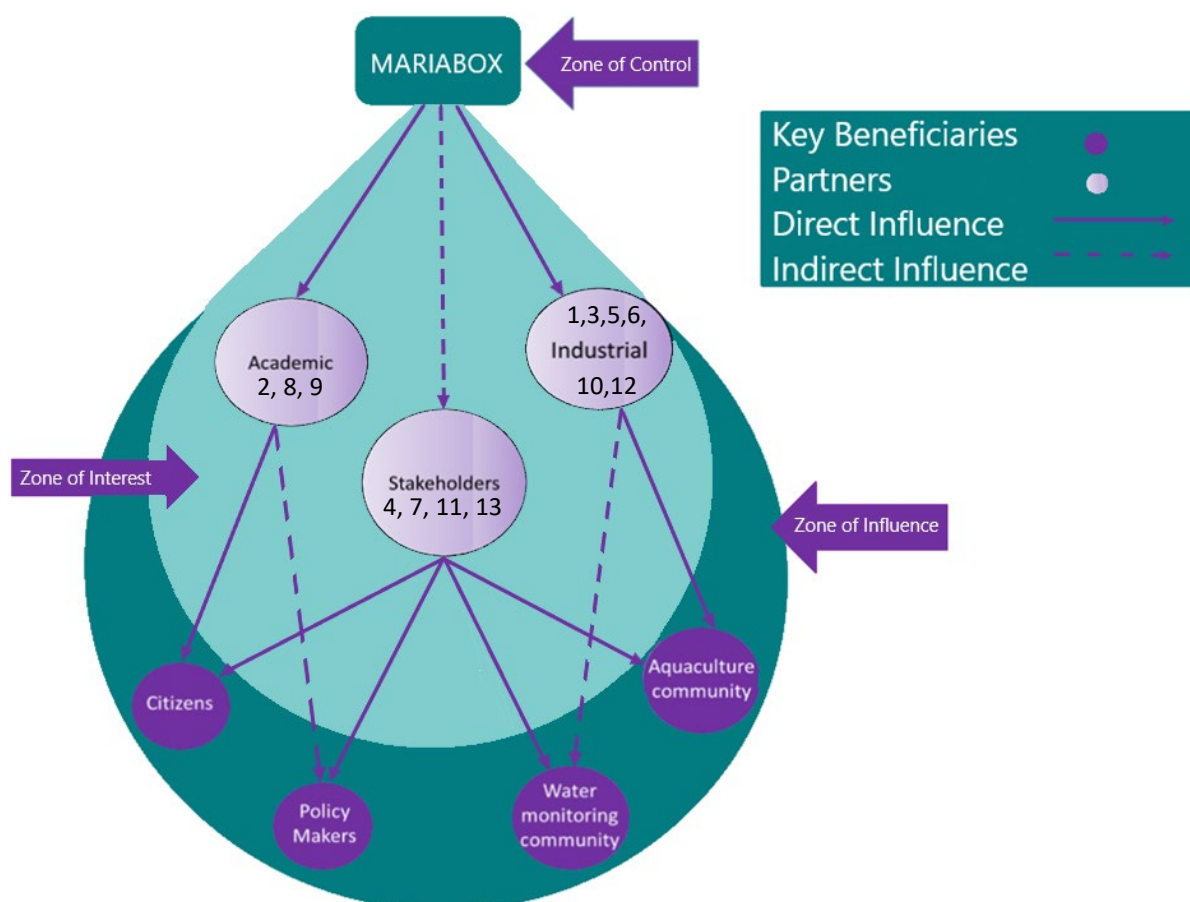 MARIABOX
Zone of Control
Key Beneficiaries
Partners
Direct Influence
Indirect Influence
1,3,5,6,
Industrial
10,12
Academic
2, 8, 9
Stakeholders
4, 7, 11, 13
Zone of Interest
Zone of Influence
Aquaculture
community
Citizens
Policy
Makers
Water
monitoring
community